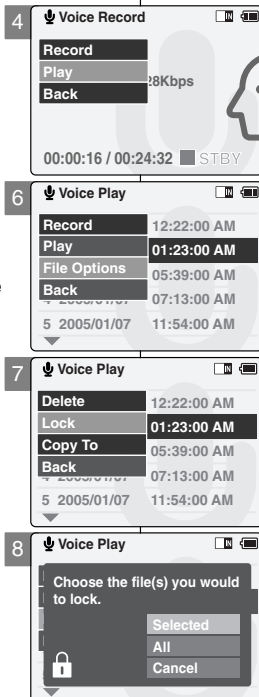 4
Voice Record
IN
Record
Play
Back
28Kbps
00:00:16 / 00:24:32 STBY
6
Voice Play
IN
Record 12:22:00 AM
Play 01:23:00 AM
File Options 05:39:00 AM
Back 07:13:00 AM
5 2005/01/07 11:54:00 AM
e
7
Voice Play
IN
Delete 12:22:00 AM
Lock 01:23:00 AM
Copy To 05:39:00 AM
Back 07:13:00 AM
5 2005/01/07 11:54:00 AM
8
Voice Play
IN
Choose the file(s) you would
to lock.
Selected
All
Cancel